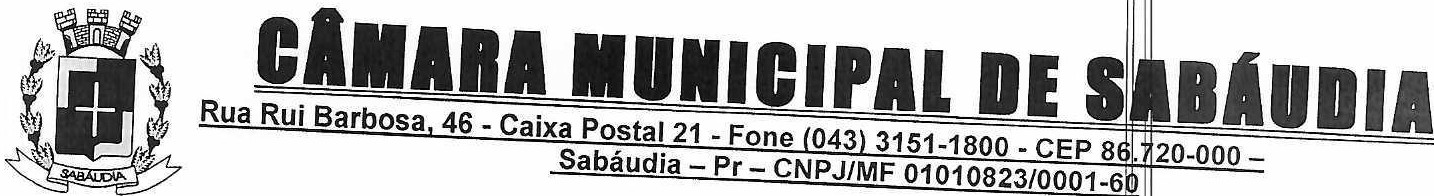 CÂMARA MUNICIPAL DE SABÁUDIA
Rua Rui Barbosa, 46 - Caixa Postal 21 - Fone (043) 3151-1800 - CEP 86.720-000 –
Sabáudia – Pr – CNPJ/MF 01010823/0001-60
SABAUDIA